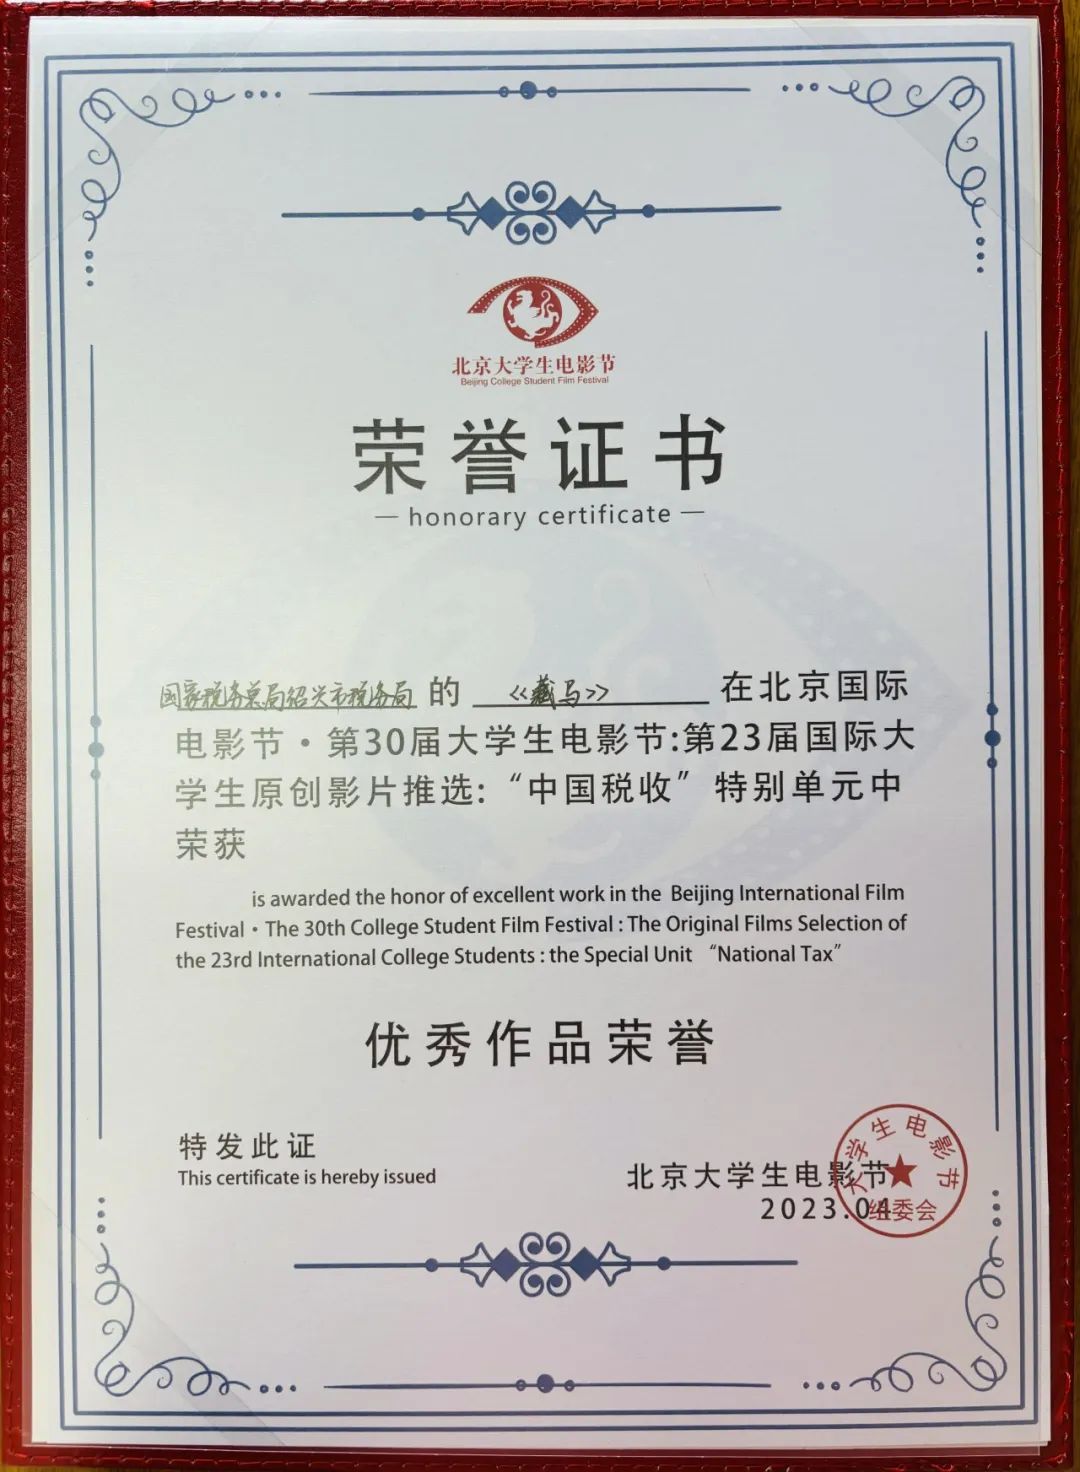 北京大学生电影节
Beijing College Student Film Festival
荣誉证书
— honorary certificate —
国家税务总局绍兴市税务局 的 《藏马》 在北京国际
电影节·第30届大学生电影节:第23届国际大
学生原创影片推选:“中国税收”特别单元中
荣获
is awarded the honor of excellent work in the Beijing International Film
Festival·The 30th College Student Film Festival : The Original Films Selection of
the 23rd International College Students : the Special Unit “National Tax”
优秀作品荣誉
特发此证
This certificate is hereby issued
北京大学生电影节
2023.04
大学生电影节
组委会